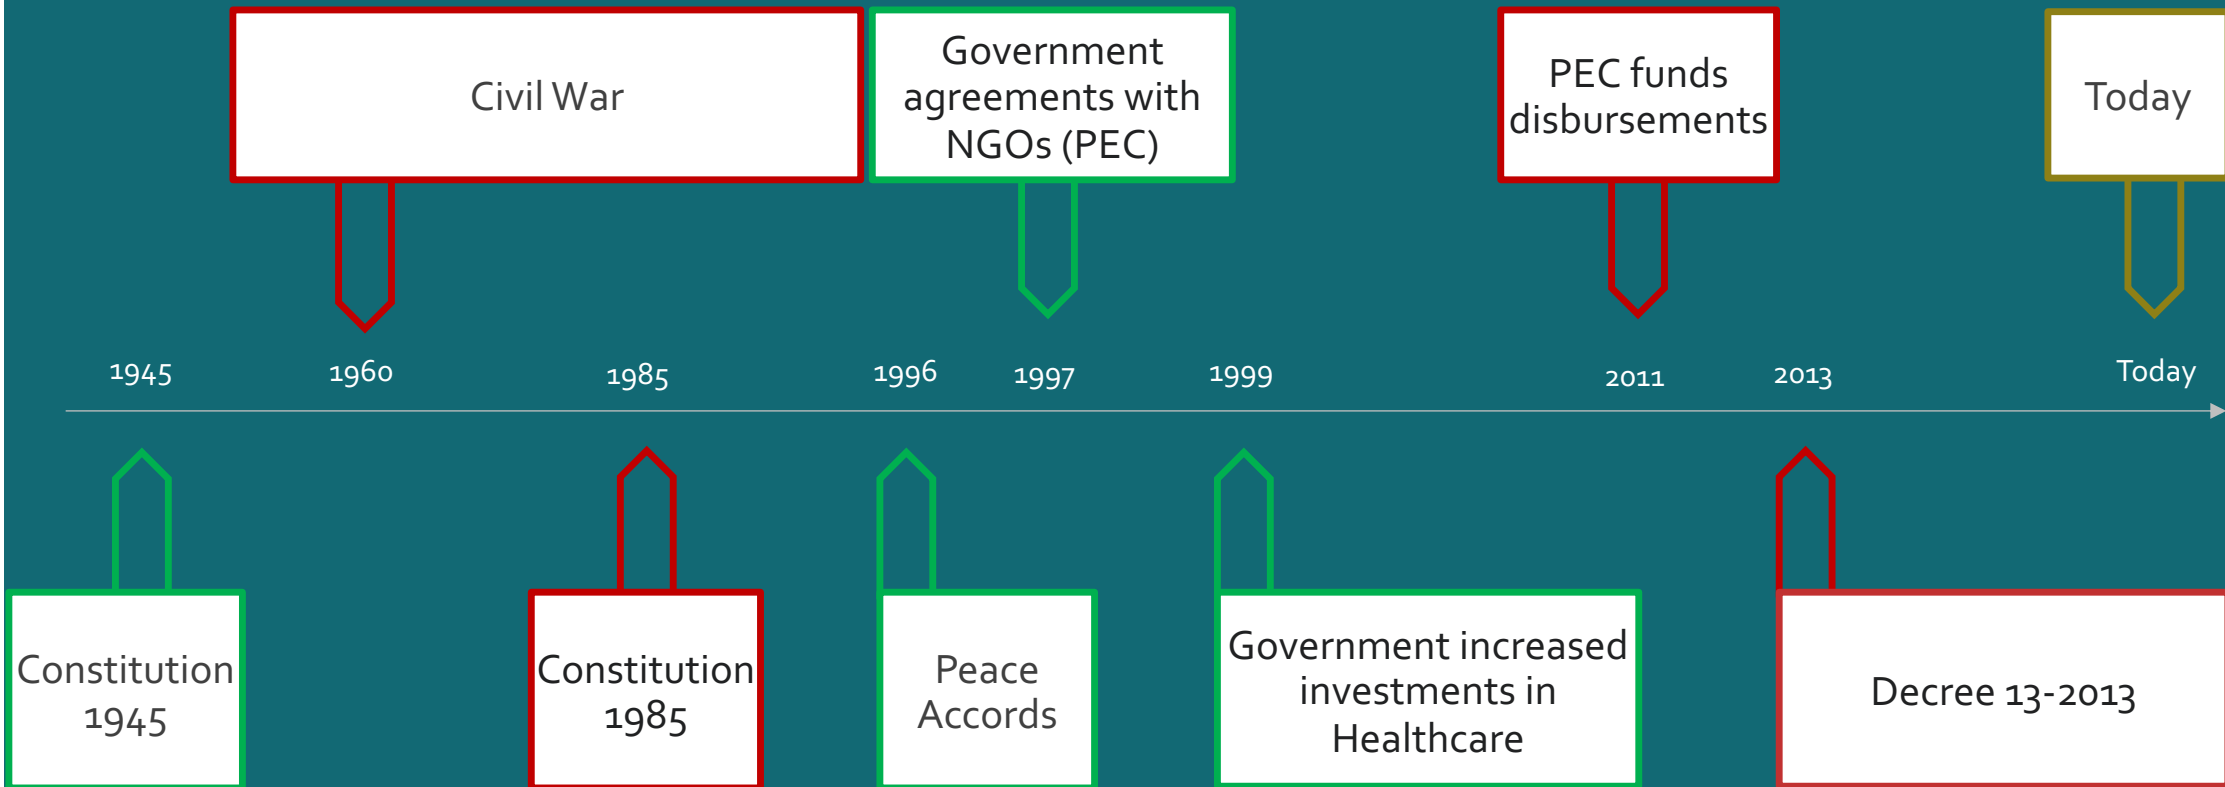 Civil War
Government
agreements with
NGOs (PEC)
PEC funds
disbursements
Today
1945
1960
1985
1996
1997
1999
2011
2013
Today
Constitution
1945
Constitution
1985
Peace
Accords
Government increased
investments in
Healthcare
Decree 13-2013